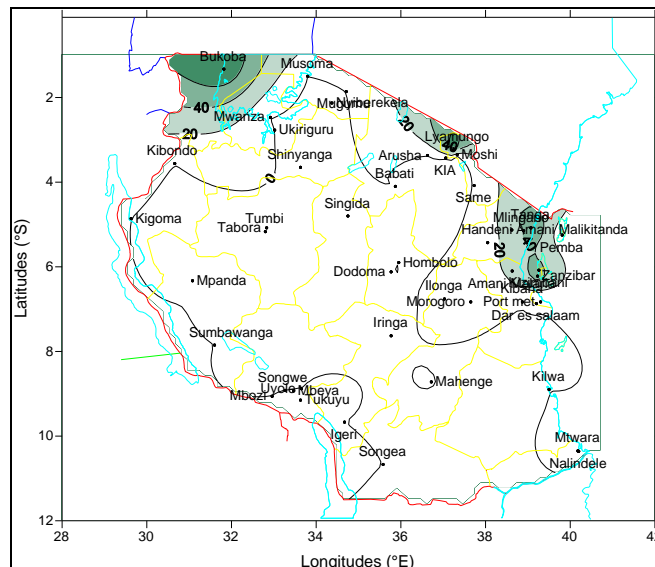 Bukoba
Musoma
2
40
Mwanza
Nyiberekela
20
Ukiriguru
Lyamungo
40
20
Kibondo
Shinyanga
0
Arusha
Moshi
KIA
4
Babati
Same
Kigoma
Singida
Tanga
Tumbi
Tabora
Handeni
Amani
Malikitanda
20
Pemba
6
Hombolo
Dodoma
Zanzibar
Mpanda
Ilonga
Amani
Kibaha
Morogoro
Port met
Dar es salaam
Sumbawanga
Iringa
8
Songwe
Uyole
Mbeya
Mahenge
Kilwa
Mbozi
Tukuyu
10
Igeri
Mtwara
Songea
Nalindele
12
28
30
32
34
36
38
40
42
Latitudes (°S)
Longitudes (°E)